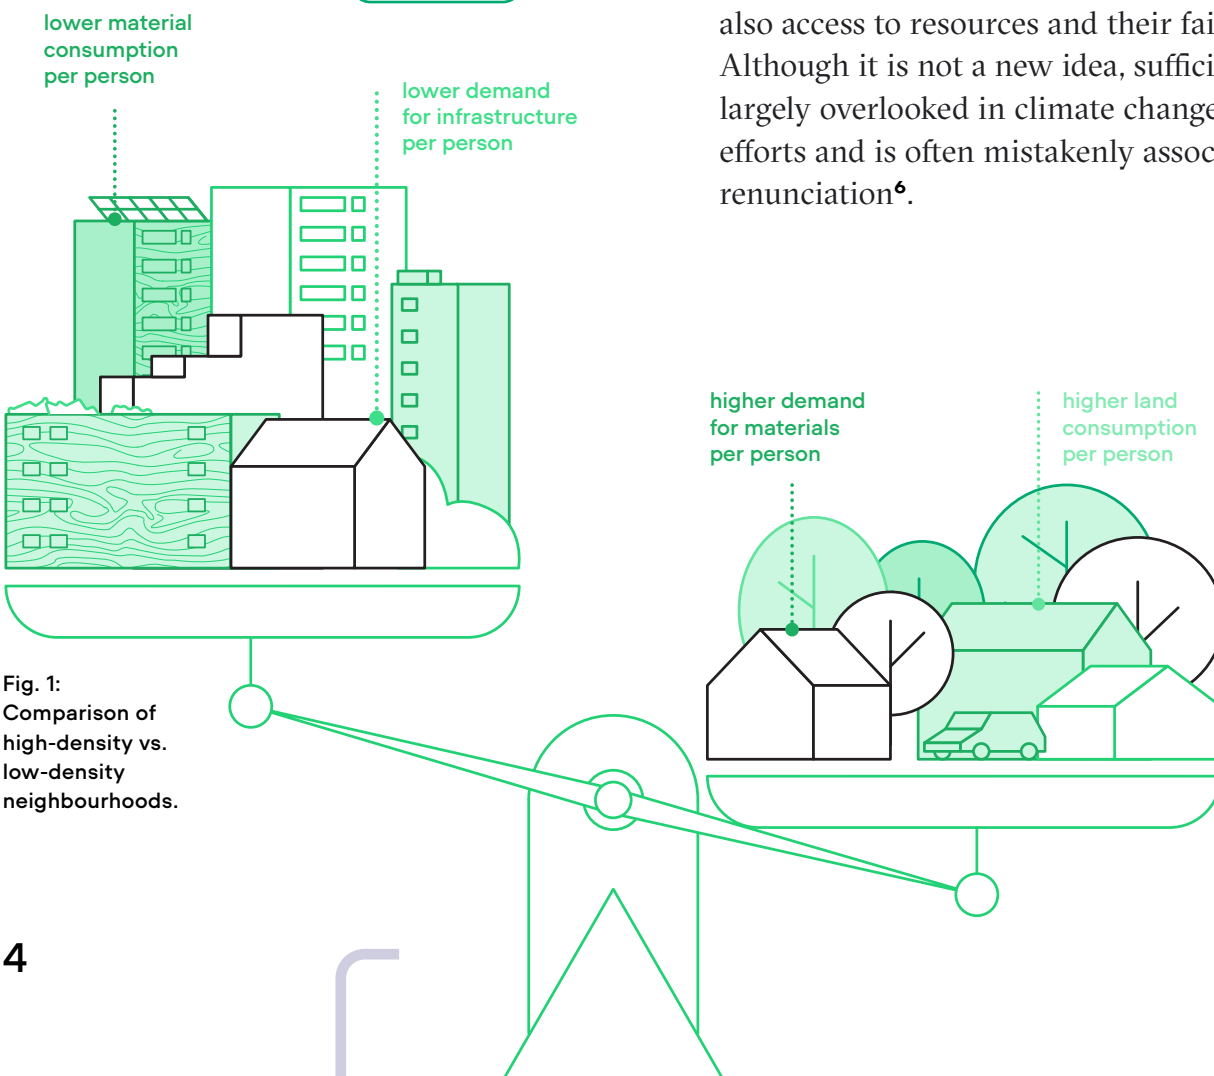 lower material
consumption
per person
lower demand
for infrastructure
per person
also access to resources and their fai
Although it is not a new idea, suffici
largely overlooked in climate change
efforts and is often mistakenly assoc
renunciation⁶.
higher demand
for materials
per person
higher land
consumption
per person
Fig. 1:
Comparison of
high-density vs.
low-density
neighbourhoods.
4